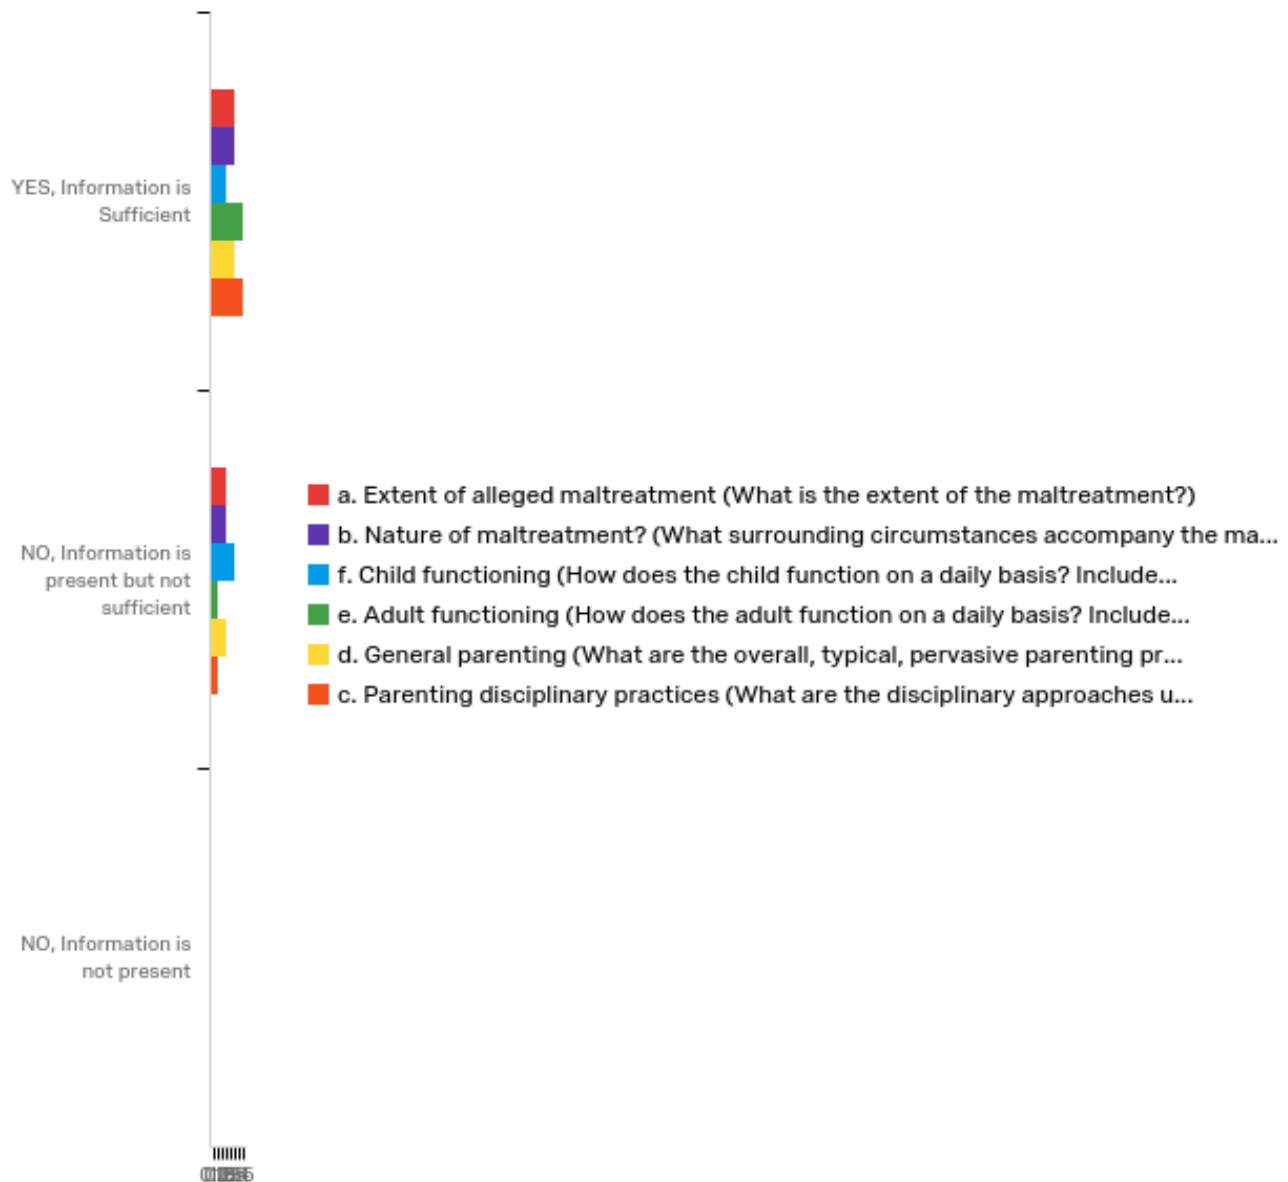 YES, Information is
Sufficient
NO, Information is
present but not
sufficient
a. Extent of alleged maltreatment (What is the extent of the maltreatment?)
b. Nature of maltreatment? (What surrounding circumstances accompany the ma...
f. Child functioning (How does the child function on a daily basis? Include...
e. Adult functioning (How does the adult function on a daily basis? Include...
d. General parenting (What are the overall, typical, pervasive parenting pr...
c. Parenting disciplinary practices (What are the disciplinary approaches u...
NO, Information is
not present